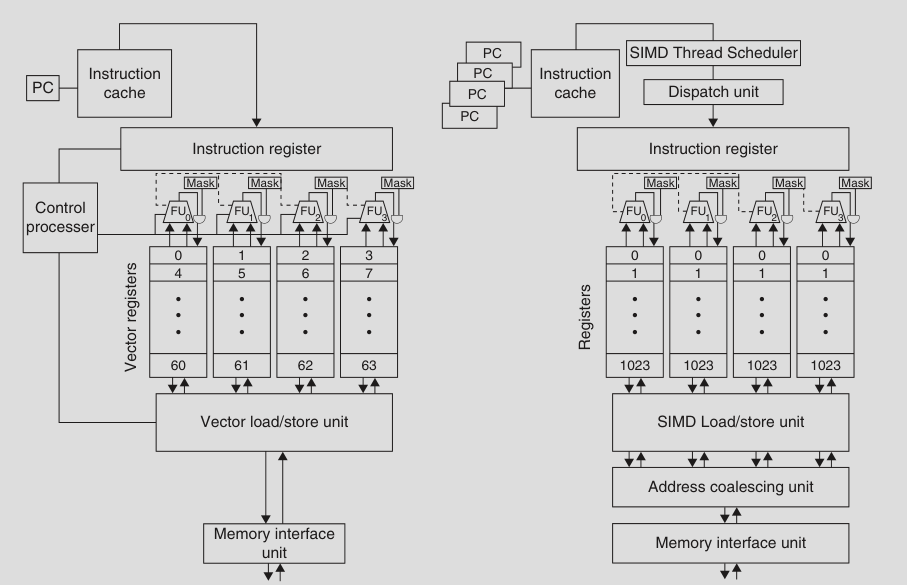 PC
Instruction
cache
Instruction register
Control
processor
Mask
Mask
Mask
Mask
FU0
FU1
FU2
FU3
Vector registers
0
1
2
3
4
5
6
7
60
61
62
63
Vector load/store unit
Memory interface
unit
PC
PC
PC
PC
Instruction
cache
SIMD Thread Scheduler
Dispatch unit
Instruction register
Mask
Mask
Mask
Mask
FU0
FU1
FU2
FU3
Registers
0
0
0
0
1
1
1
1
1023
1023
1023
1023
SIMD Load/store unit
Address coalescing unit
Memory interface unit